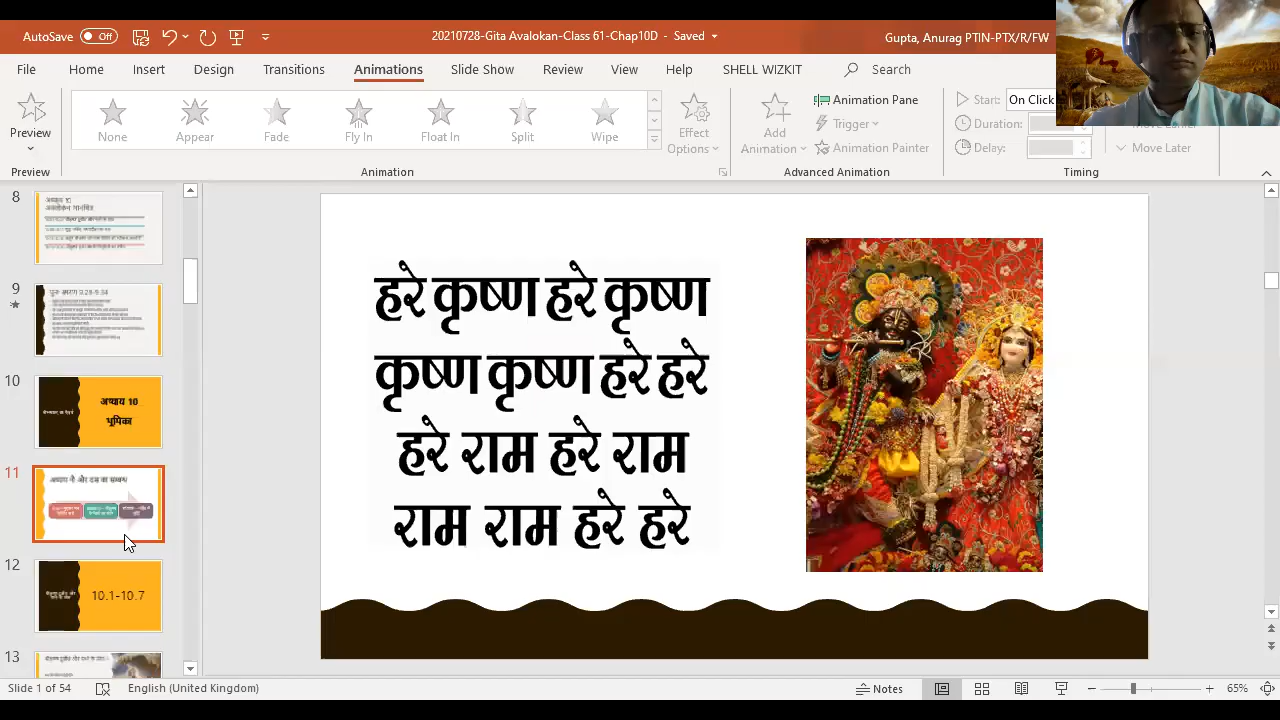 AutoSave Off
20210728-Gita Avalokan-Class 61-Chap10D - Saved
Gupta, Anurag PTIN-PTX/R/FW
File Home Insert Design Transitions Animations Slide Show Review View Help SHELL WIZKIT Search
Preview
None Appear Fade Fly In Float In Split Wipe
Effect Options
Add Animation
Animation Pane
Trigger
Animation Painter
Start: On Click
Duration:
Delay:
Move Later
Preview Animation Advanced Animation Timing
8
9
10
अध्याय 10
भूमिका
11
12
10.1-10.7
13
हरे कृष्ण हरे कृष्ण
कृष्ण कृष्ण हरे हरे
हरे राम हरे राम
राम राम हरे हरे
Slide 1 of 54 English (United Kingdom) Notes 65%